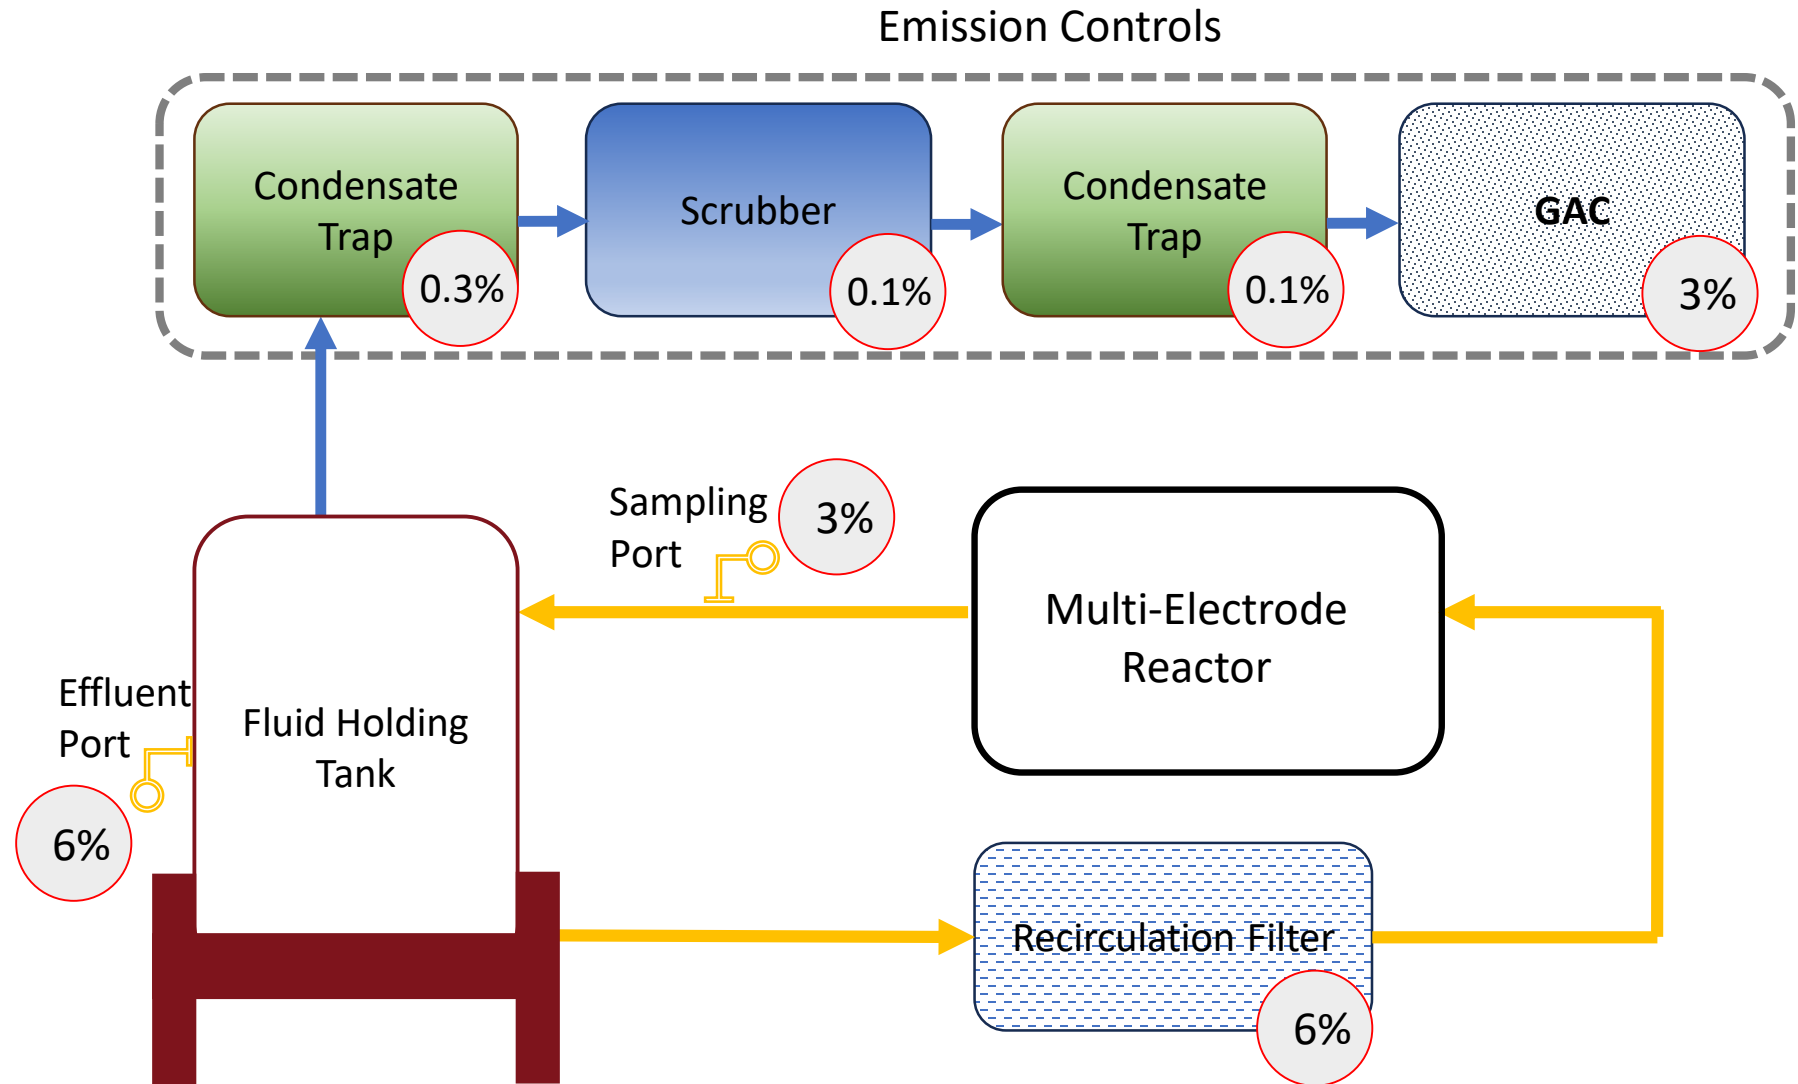 Emission Controls
Condensate
Trap
0.3%
Scrubber
0.1%
Condensate
Trap
0.1%
GAC
3%
Sampling
Port
3%
Multi-Electrode
Reactor
Effluent
Port
6%
Fluid Holding
Tank
Recirculation Filter
6%